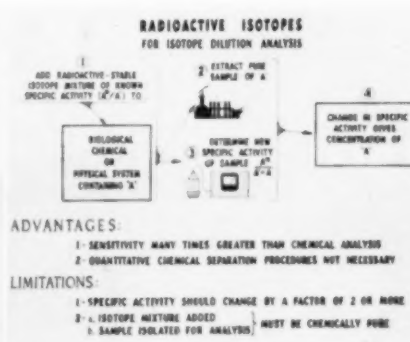 RADIOACTIVE ISOTOPES
FOR ISOTOPE DILUTION ANALYSIS
1
ADD RADIOACTIVE-STABLE
ISOTOPE MIXTURE OF KNOWN
SPECIFIC ACTIVITY (A*/A) TO
BIOLOGICAL
CHEMICAL
OR
PHYSICAL SYSTEM
CONTAINING "A"
2 EXTRACT PURE
SAMPLE OF A
3 DETERMINE NEW
SPECIFIC ACTIVITY
OF SAMPLE
4
CHANGE IN SPECIFIC
ACTIVITY GIVES
CONCENTRATION OF
"A"
ADVANTAGES:
1- SENSITIVITY MANY TIMES GREATER THAN CHEMICAL ANALYSIS
2- QUANTITATIVE CHEMICAL SEPARATION PROCEDURES NOT NECESSARY
LIMITATIONS:
1- SPECIFIC ACTIVITY SHOULD CHANGE BY A FACTOR OF 2 OR MORE
2- a. ISOTOPE MIXTURE ADDED
b. SAMPLE ISOLATED FOR ANALYSIS } MUST BE CHEMICALLY PURE